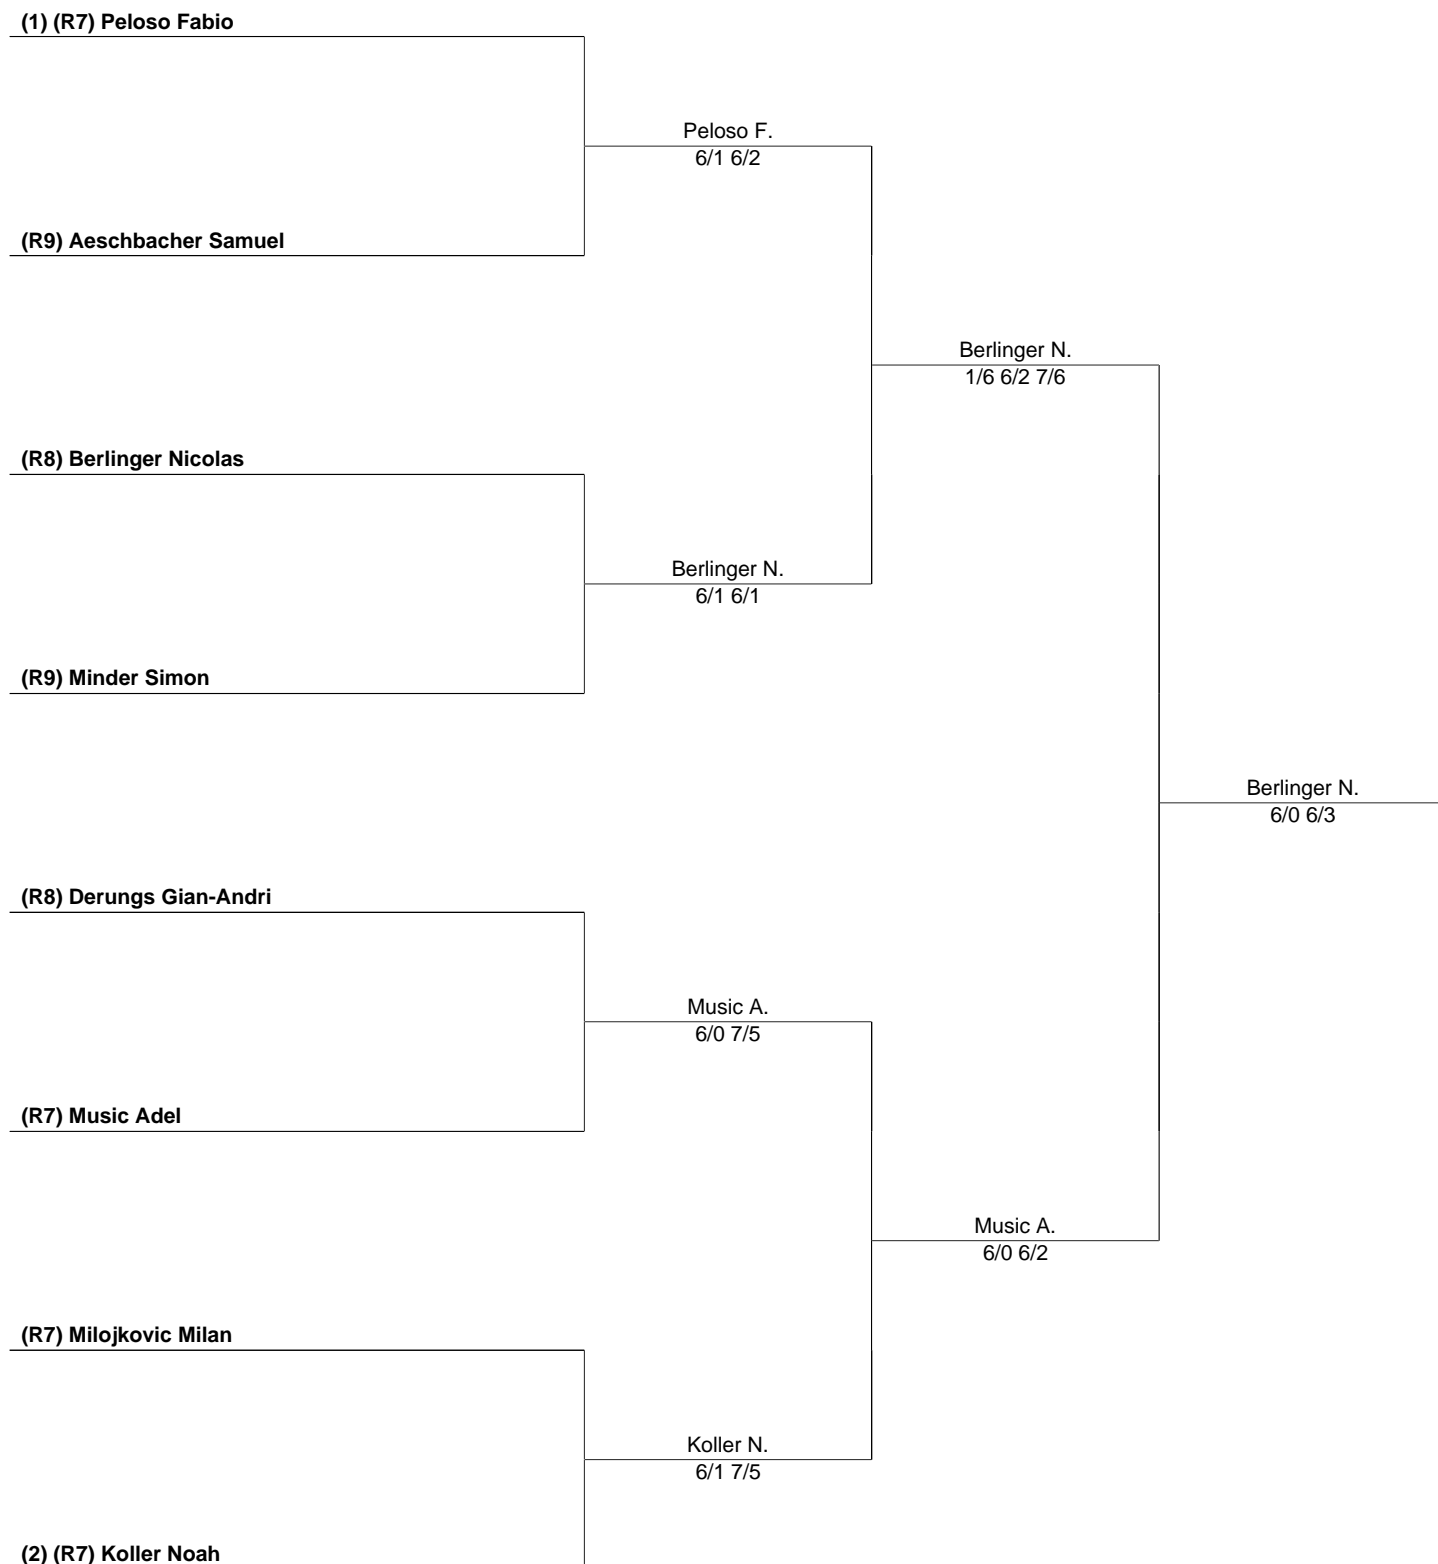 (1) (R7) Peloso Fabio
Peloso F.
6/1 6/2
(R9) Aeschbacher Samuel
Berlinger N.
1/6 6/2 7/6
(R8) Berlinger Nicolas
Berlinger N.
6/1 6/1
(R9) Minder Simon
Berlinger N.
6/0 6/3
(R8) Derungs Gian-Andri
Music A.
6/0 7/5
(R7) Music Adel
Music A.
6/0 6/2
(R7) Milojkovic Milan
Koller N.
6/1 7/5
(2) (R7) Koller Noah